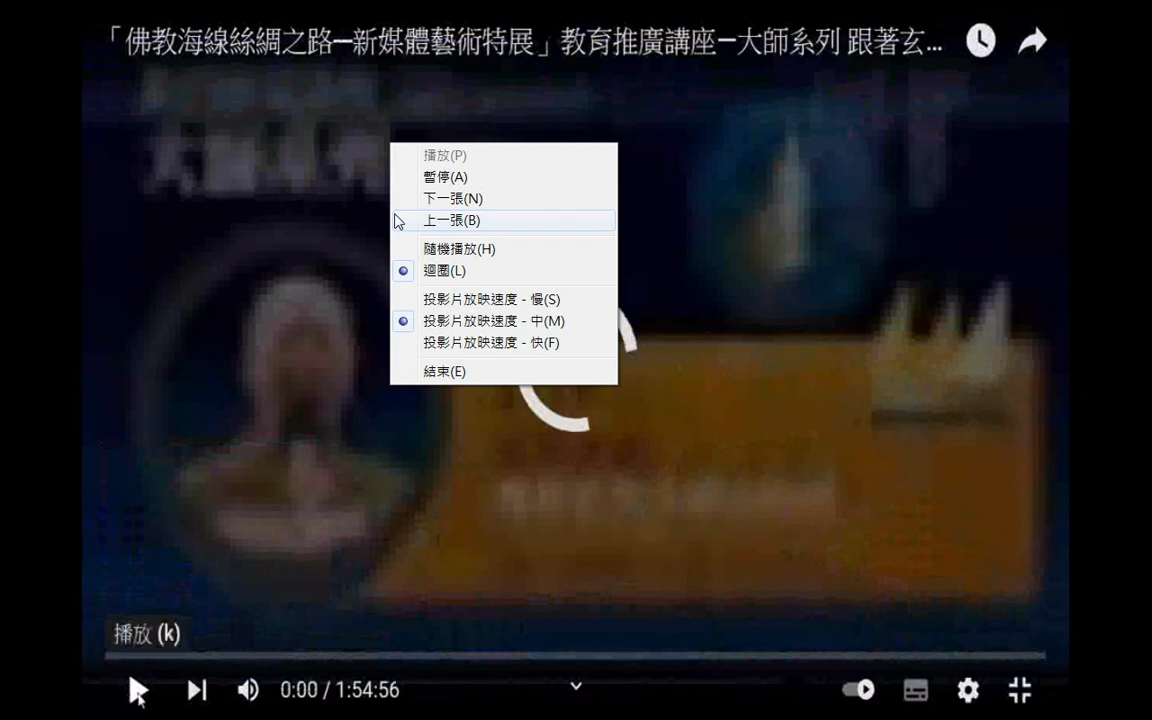 「佛教海線絲綢之路—新媒體藝術特展」教育推廣講座—大師系列 跟著玄...
播放(P)
暫停(A)
下一張(N)
上一張(B)
隨機播放(H)
迴圈(L)
投影片放映速度 - 慢(S)
投影片放映速度 - 中(M)
投影片放映速度 - 快(F)
結束(E)
播放 (k)
0:00 / 1:54:56